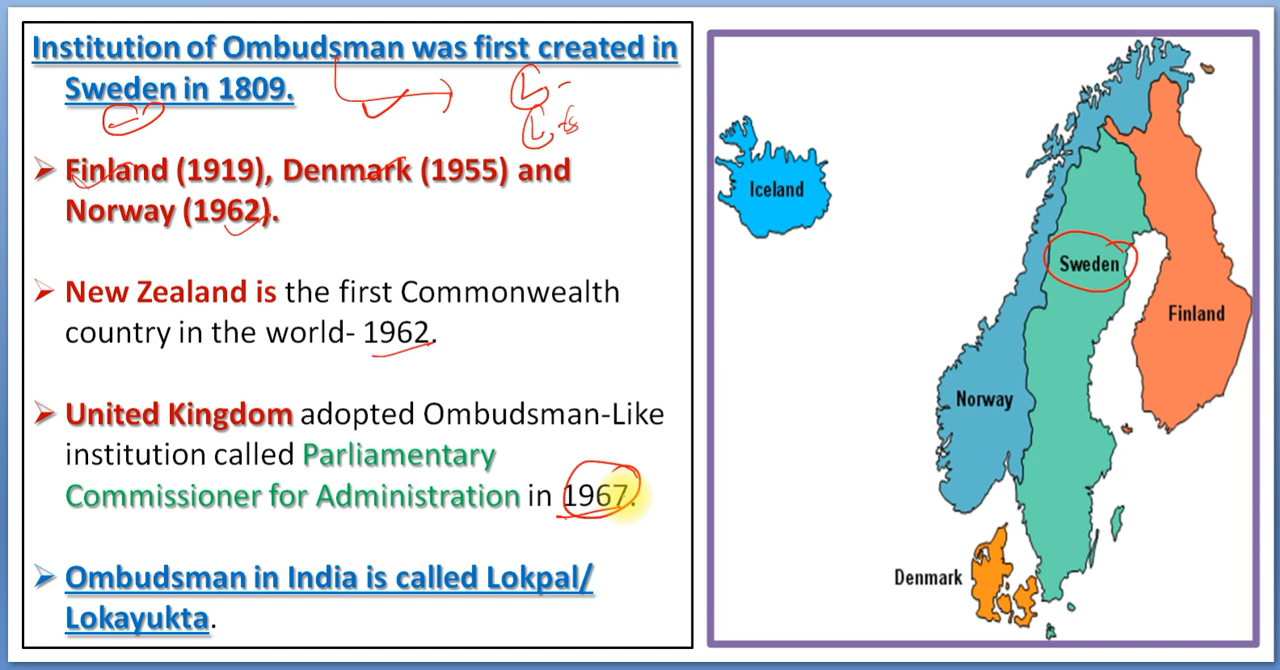 Institution of Ombudsman was first created in
Sweden in 1809.
Finland (1919), Denmark (1955) and
Norway (1962).
New Zealand is the first Commonwealth
country in the world- 1962.
United Kingdom adopted Ombudsman-Like
institution called Parliamentary
Commissioner for Administration in 1967.
Ombudsman in India is called Lokpal/
Lokayukta.
Iceland
Sweden
Finland
Norway
Denmark